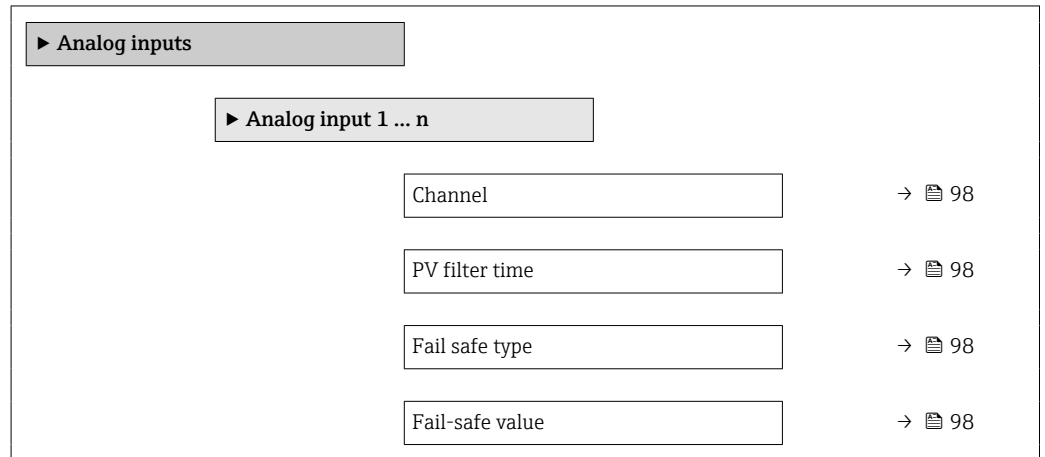 ▶ Analog inputs
▶ Analog input 1 ... n
Channel → 98
PV filter time → 98
Fail safe type → 98
Fail-safe value → 98